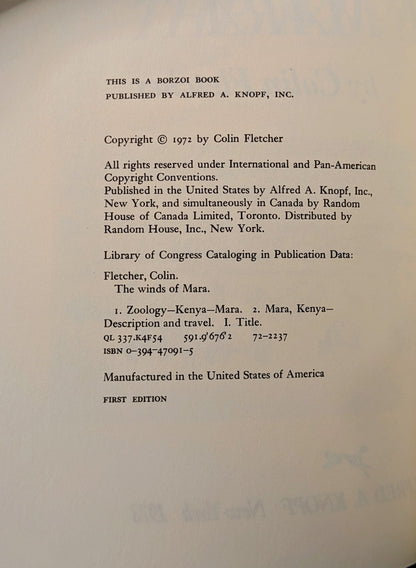 THIS IS A BORZOI BOOK
PUBLISHED BY ALFRED A. KNOPF, INC.
Copyright © 1972 by Colin Fletcher
All rights reserved under International and Pan-American
Copyright Conventions.
Published in the United States by Alfred A. Knopf, Inc.,
New York, and simultaneously in Canada by Random
House of Canada Limited, Toronto. Distributed by
Random House, Inc., New York.
Library of Congress Cataloging in Publication Data:
Fletcher, Colin.
The winds of Mara.
1. Zoology—Kenya—Mara. 2. Mara, Kenya—
Description and travel. I. Title.
QL 337.K4F54 591.9'676'2 72–2237
ISBN 0–394–47091–5
Manufactured in the United States of America
FIRST EDITION